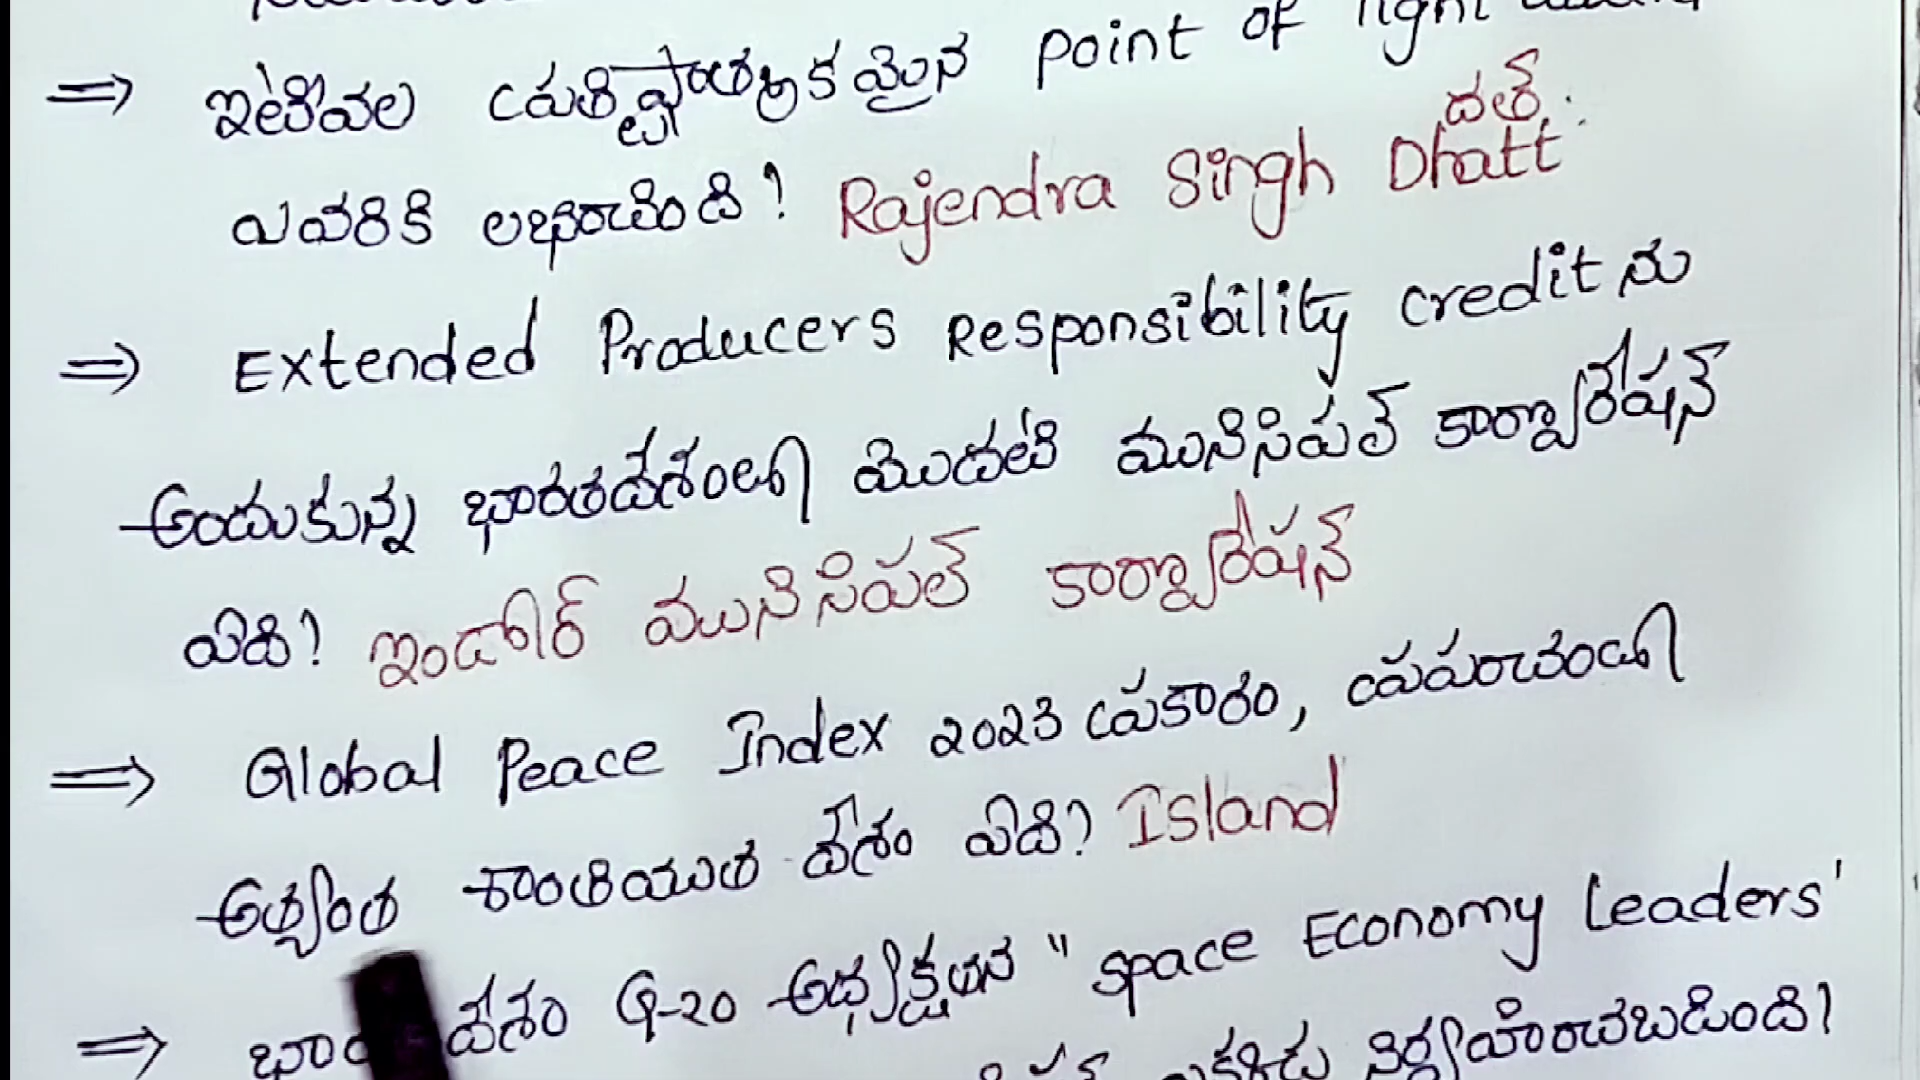 ⇒ ఇటీవల ప్రతిష్టాత్మకమైన Point of light
దత్
ఎవరికి లభించింది? Rajendra Singh Dhatt
⇒ Extended Producers Responsibility credit ను
అందుకున్న భారతదేశంలో మొదటి మునిసిపల్ కార్పొరేషన్
ఏది? ఇండోర్ మునిసిపల్ కార్పొరేషన్
⇒ Global Peace Index 2023 ప్రకారం, ప్రపంచంలో
అత్యంత శాంతియుత దేశం ఏది? Island
⇒ దేశం G-20 అధ్యక్షతన "Space Economy Leaders'
ఎక్కడ నిర్వహించబడింది?